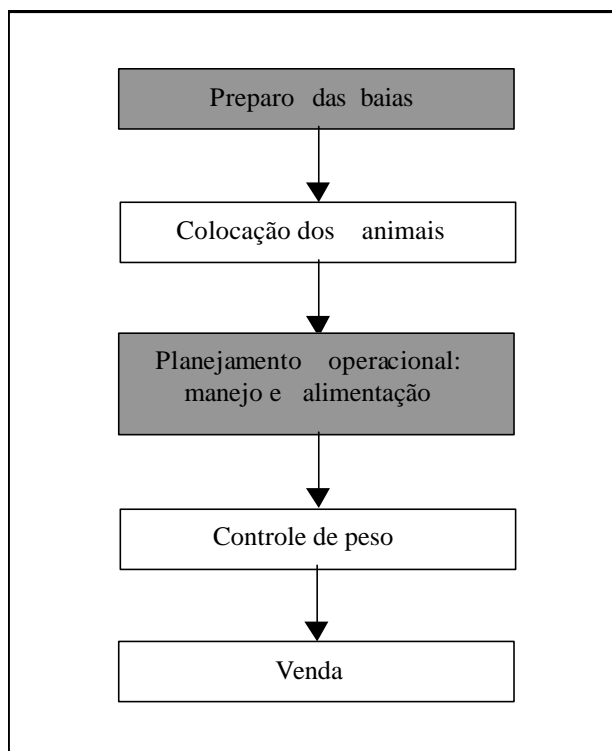 Preparo das baias
Colocação dos animais
Planejamento operacional:
manejo e alimentação
Controle de peso
Venda